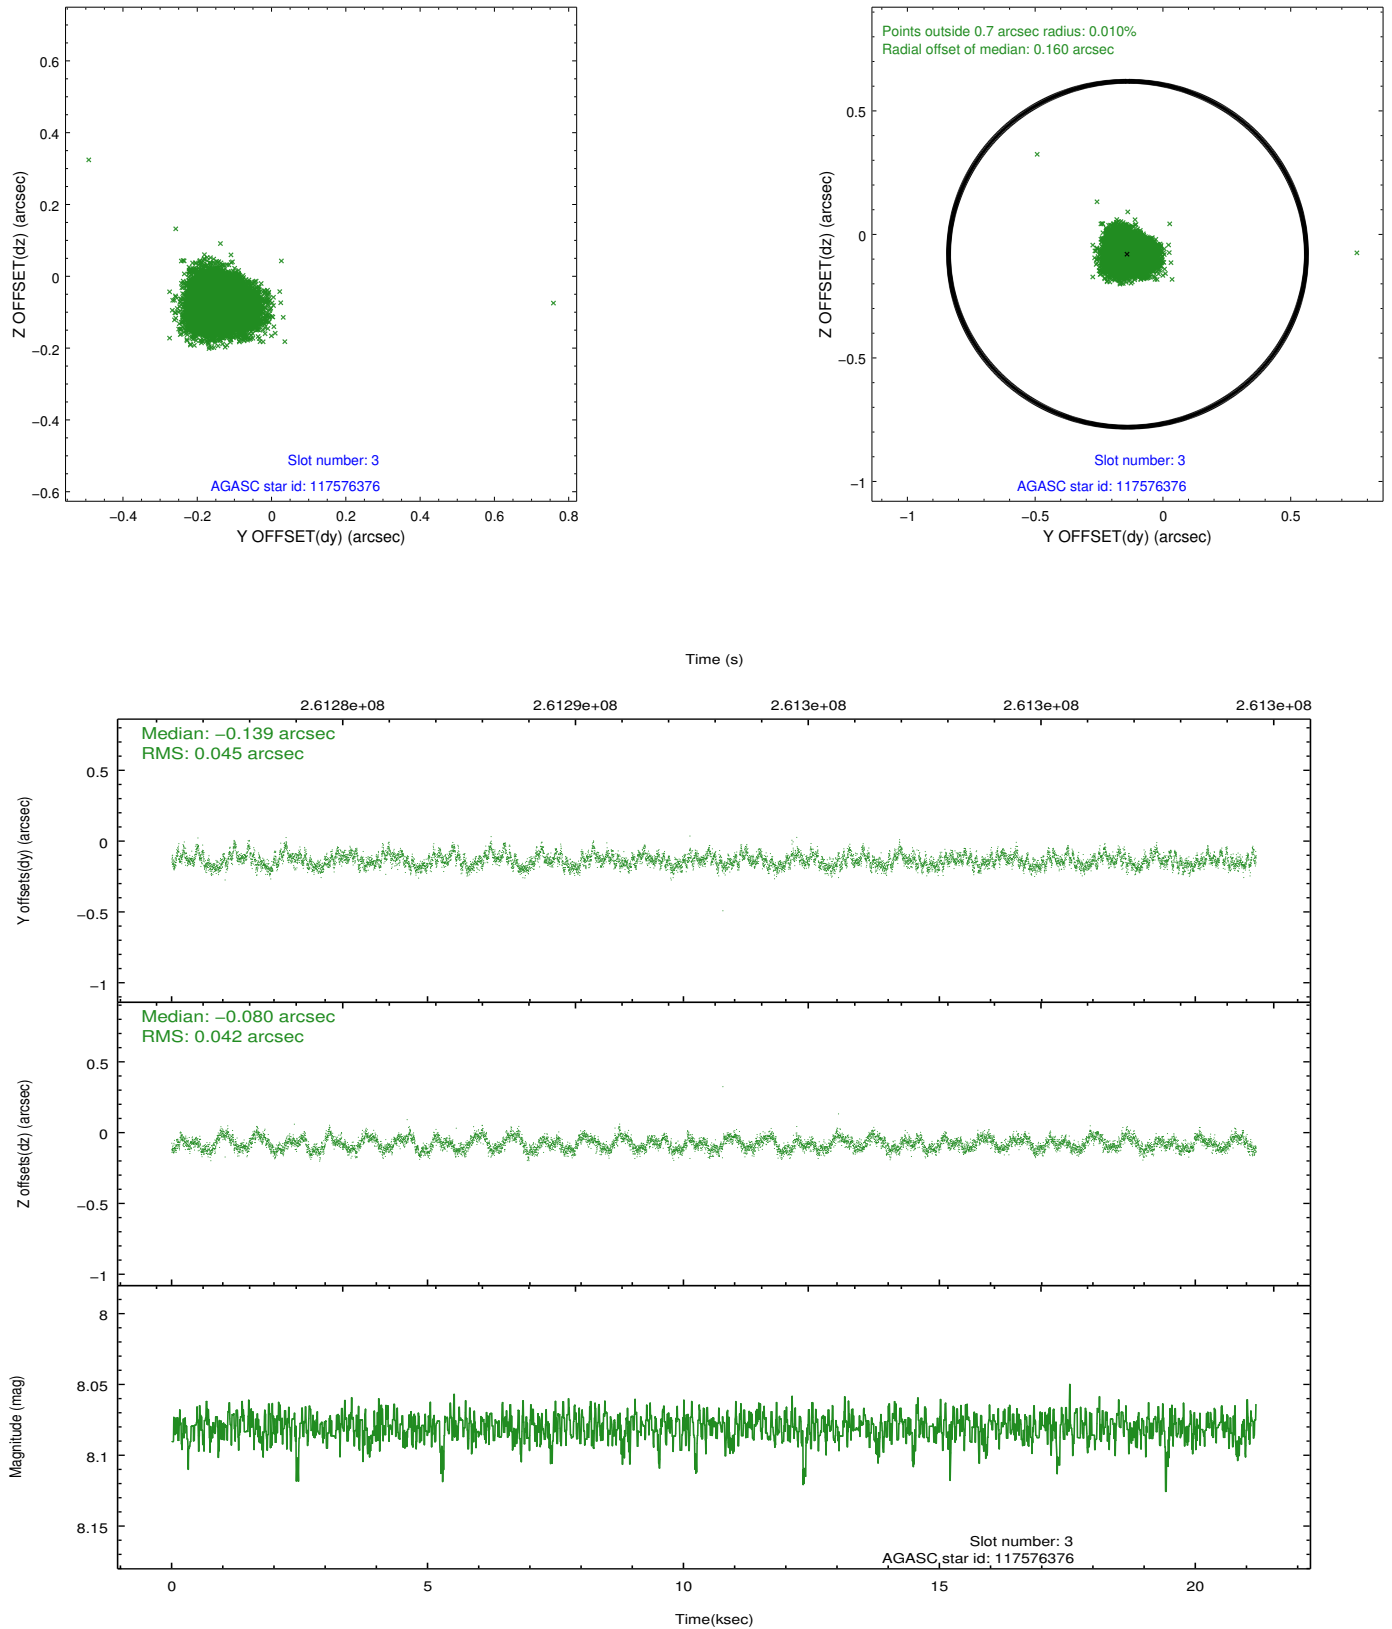 0.6
0.4
0.2
0
−0.2
−0.4
−0.6
Z OFFSET(dz) (arcsec)
Slot number: 3
AGASC star id: 117576376
−0.4 −0.2 0 0.2 0.4 0.6 0.8
Y OFFSET(dy) (arcsec)
Points outside 0.7 arcsec radius: 0.010%
Radial offset of median: 0.160 arcsec
0.5
0
−0.5
−1
Z OFFSET(dz) (arcsec)
Slot number: 3
AGASC star id: 117576376
−1 −0.5 0 0.5
Y OFFSET(dy) (arcsec)
Time (s)
2.6128e+08 2.6129e+08 2.613e+08 2.613e+08 2.613e+08
Median: −0.139 arcsec
RMS: 0.045 arcsec
0.5
0
−0.5
−1
Y offsets(dy) (arcsec)
Median: −0.080 arcsec
RMS: 0.042 arcsec
0.5
0
−0.5
−1
Z offsets(dz) (arcsec)
8
8.05
8.1
8.15
Magnitude (mag)
Slot number: 3
AGASC star id: 117576376
0 5 10 15 20
Time(ksec)